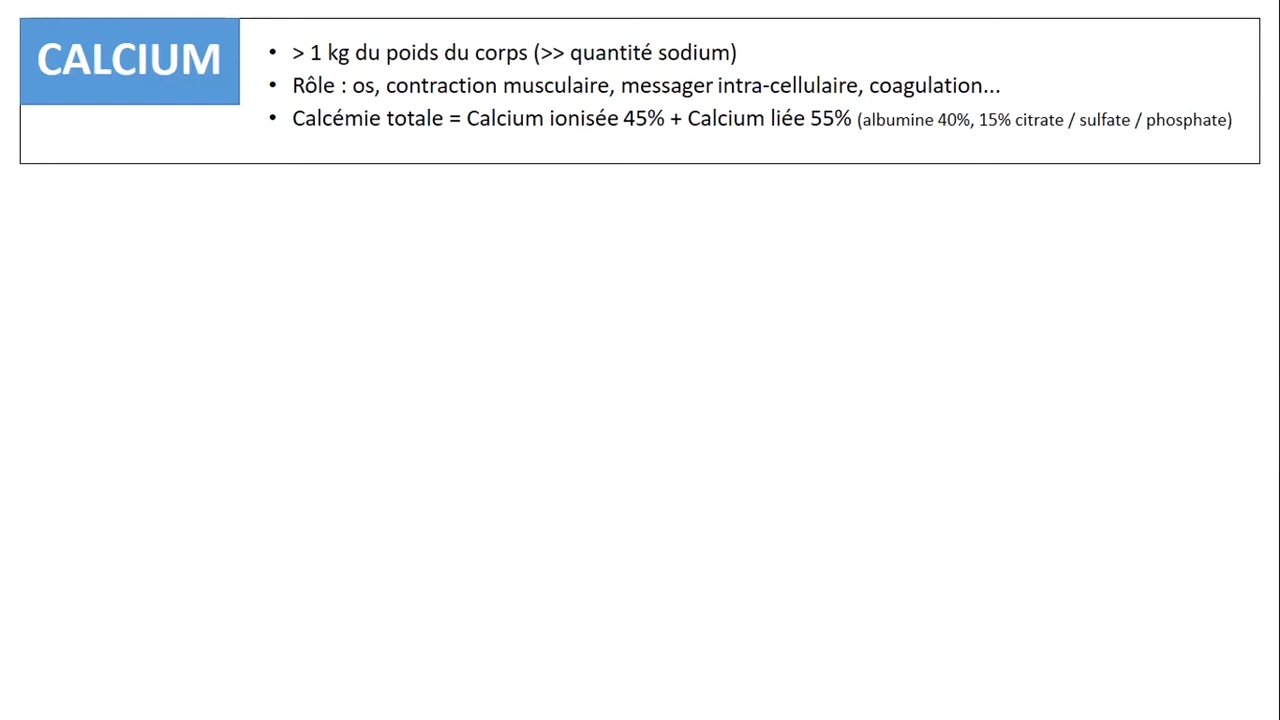 CALCIUM
• > 1 kg du poids du corps (>> quantité sodium)
• Rôle : os, contraction musculaire, messager intra-cellulaire, coagulation...
• Calcémie totale = Calcium ionisée 45% + Calcium liée 55% (albumine 40%, 15% citrate / sulfate / phosphate)